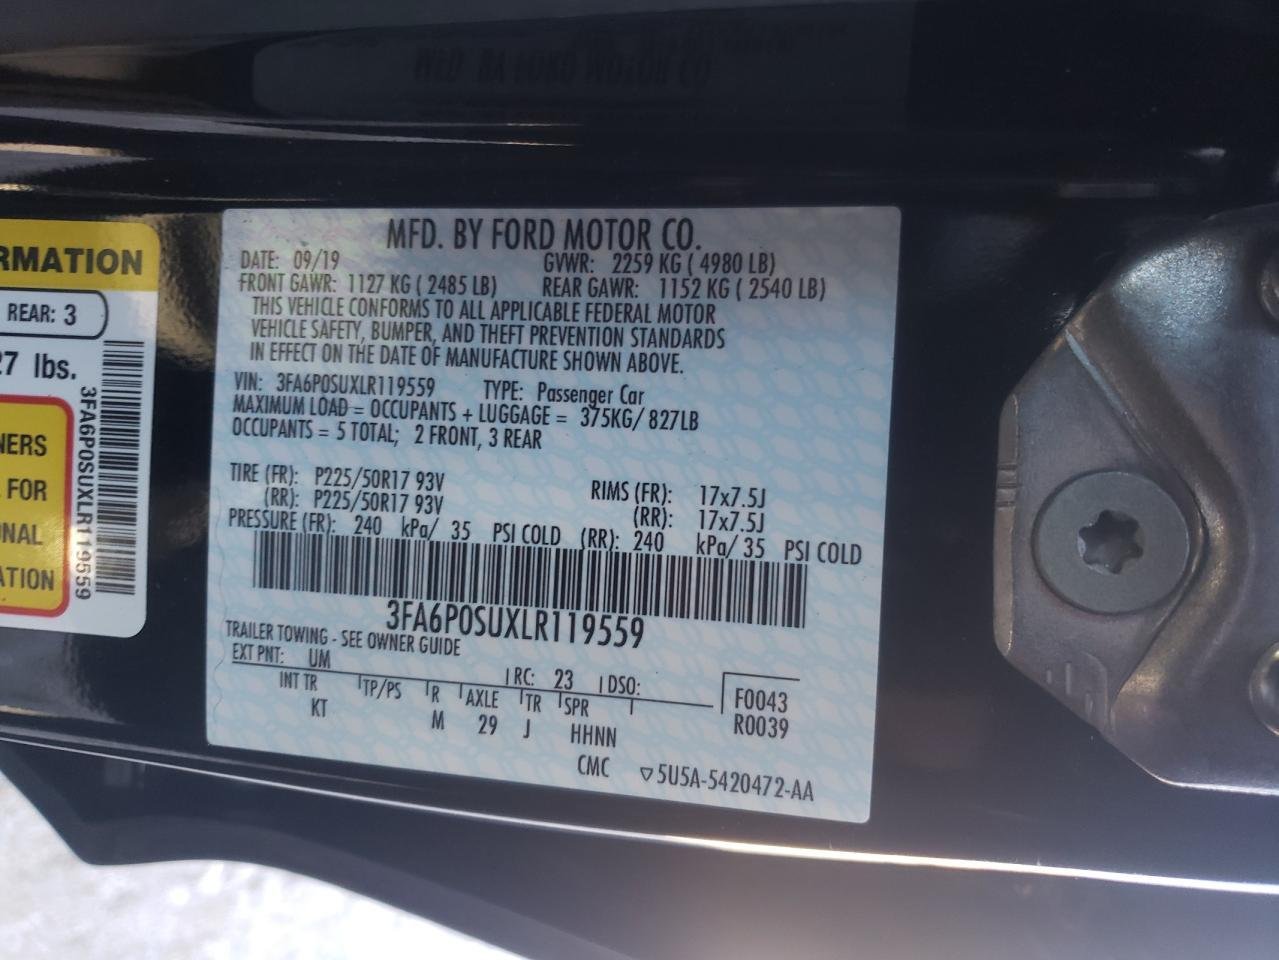 MFD. BY FORD MOTOR CO.
DATE: 09/19 GVWR: 2259 KG ( 4980 LB)
FRONT GAWR: 1127 KG ( 2485 LB) REAR GAWR: 1152 KG ( 2540 LB)
THIS VEHICLE CONFORMS TO ALL APPLICABLE FEDERAL MOTOR
VEHICLE SAFETY, BUMPER, AND THEFT PREVENTION STANDARDS
IN EFFECT ON THE DATE OF MANUFACTURE SHOWN ABOVE.
VIN: 3FA6P0SUXLR119559 TYPE: Passenger Car
MAXIMUM LOAD = OCCUPANTS + LUGGAGE = 375KG/ 827LB
OCCUPANTS = 5 TOTAL; 2 FRONT, 3 REAR
TIRE (FR): P225/50R17 93V RIMS (FR): 17x7.5J
(RR): P225/50R17 93V (RR): 17x7.5J
PRESSURE (FR): 240 kPa/ 35 PSI COLD (RR): 240 kPa/ 35 PSI COLD
3FA6P0SUXLR119559
TRAILER TOWING - SEE OWNER GUIDE
EXT PNT: UM RC: 23 DSO:
INT TR TP/PS R AXLE TR SPR F0043
KT M 29 J HHNN R0039
CMC ▽5U5A-5420472-AA
RMATION
REAR: 3
27 lbs.
NERS
FOR
ONAL
ATION
3FA6P0SUXLR119559